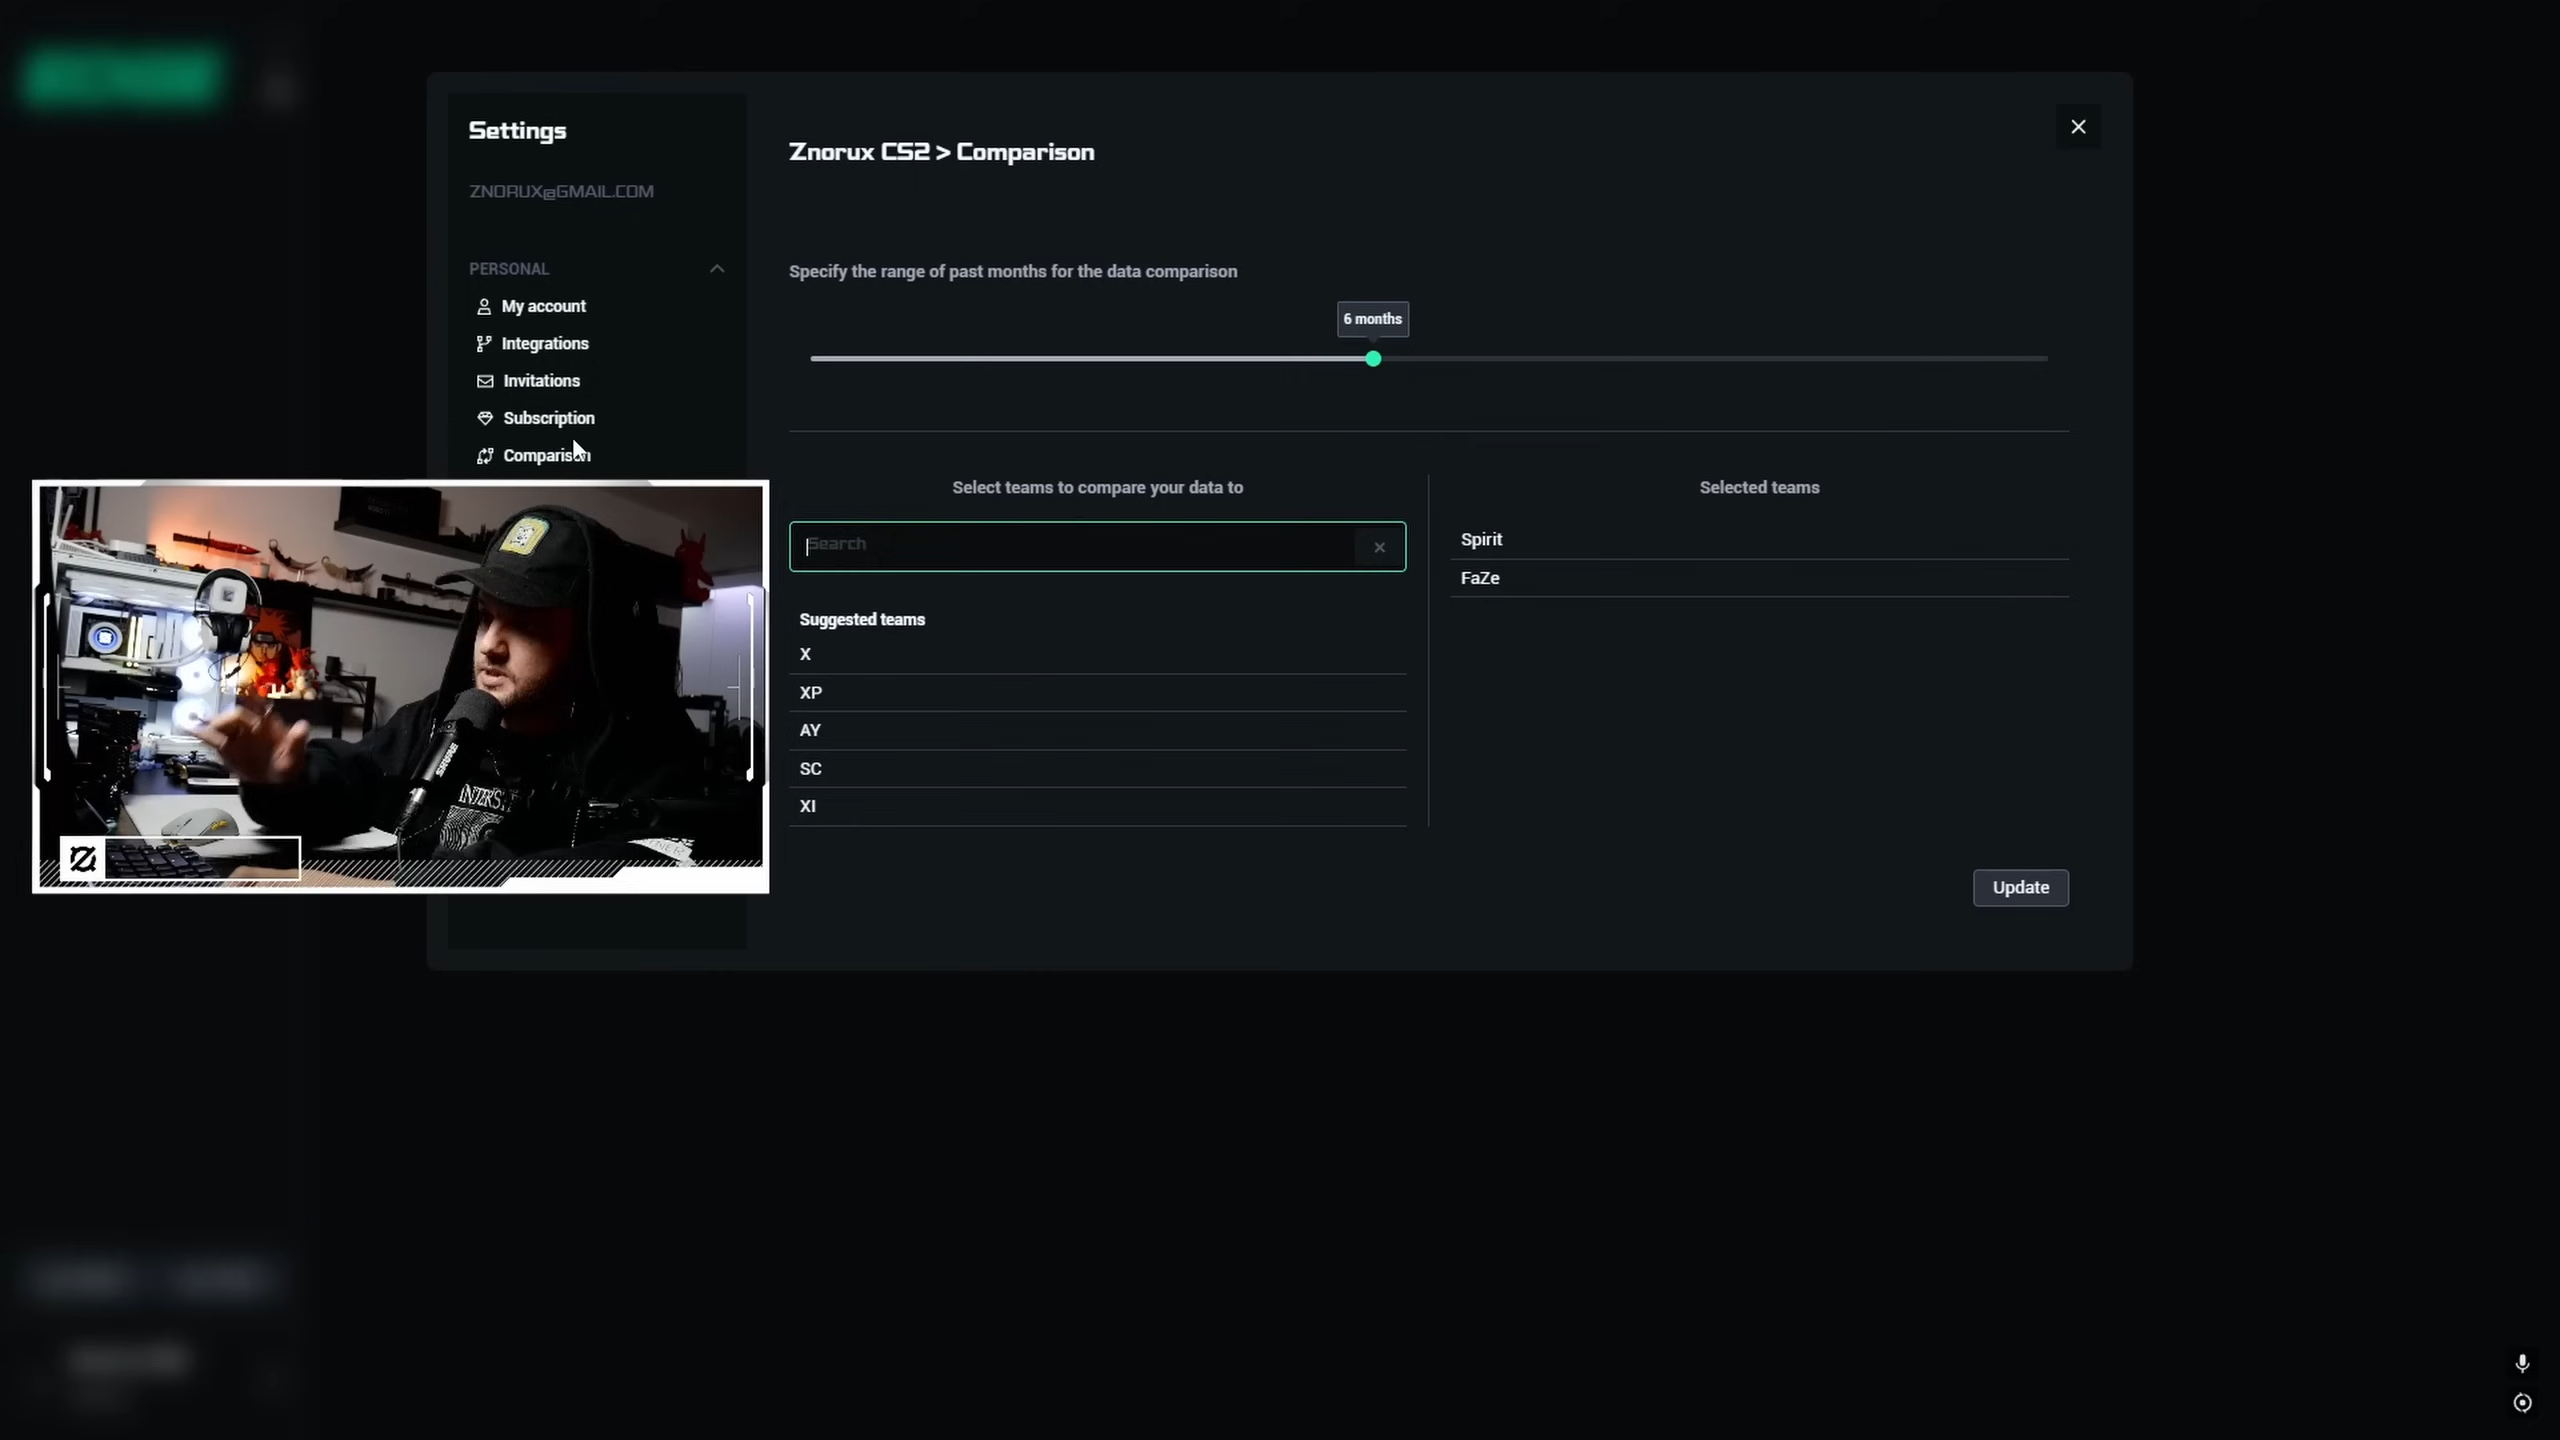 Settings
ZNORUX@GMAIL.COM
PERSONAL
My account
Integrations
Invitations
Subscription
Comparison
Znorux CS2 > Comparison
Specify the range of past months for the data comparison
6 months
Select teams to compare your data to
Search
Suggested teams
X
XP
AY
SC
XI
Selected teams
Spirit
FaZe
Update